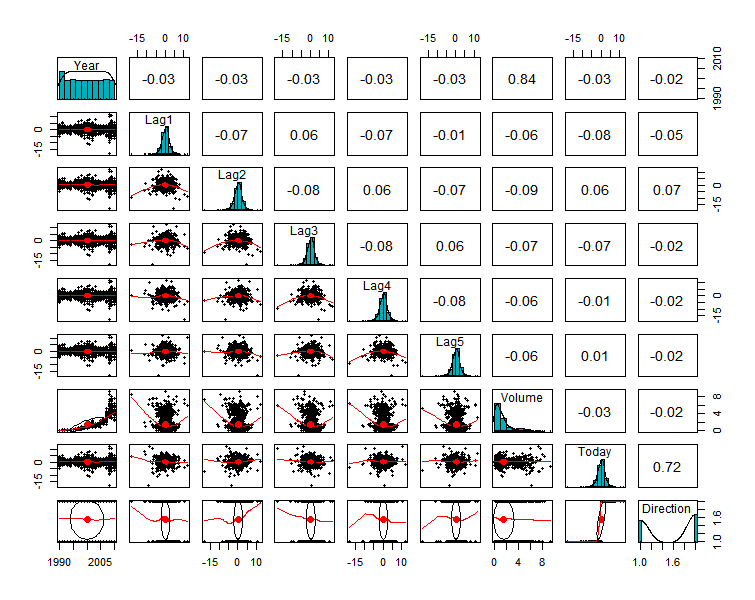 -15 0 10 -15 0 10 -15 0 10 -15 0 10
Year -0.03 -0.03 -0.03 -0.03 -0.03 0.84 -0.03 -0.02 1990 2010
-15 0 Lag1 -0.07 0.06 -0.07 -0.01 -0.06 -0.08 -0.05
Lag2 -0.08 0.06 -0.07 -0.09 0.06 0.07 -15 0
-15 0 Lag3 -0.08 0.06 -0.07 -0.07 -0.02
Lag4 -0.08 -0.06 -0.01 -0.02 -15 0
-15 0 Lag5 -0.06 0.01 -0.02
Volume -0.03 -0.02 0 4 8
-15 0 Today 0.72
Direction 1.0 1.6
1990 2005 -15 0 10 -15 0 10 -15 0 10 0 4 8 1.0 1.6